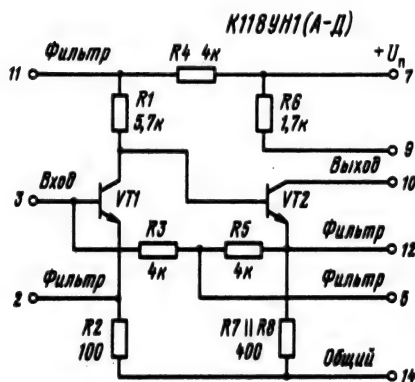 К118УН1(А-Д)
Фильтр R4 4к +Uп
11 7
R1 5,7к
R6 1,7к
9
Выход
10
Вход
3 VT1 VT2
R3 R5 Фильтр
4к 4к 12
Фильтр Фильтр
2 5
R2 100
R7||R8 400
Общий
14